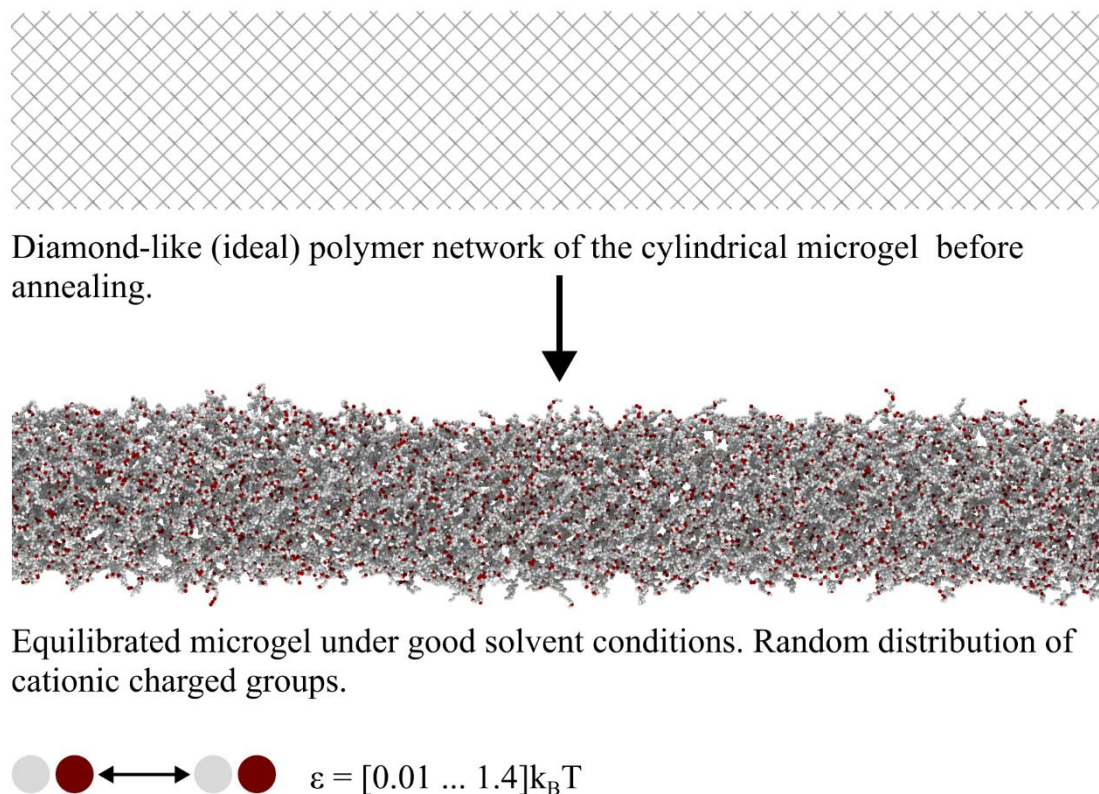 Diamond-like (ideal) polymer network of the cylindrical microgel  before
annealing.
Equilibrated microgel under good solvent conditions. Random distribution of
cationic charged groups.
ε = [0.01 ... 1.4]k_BT